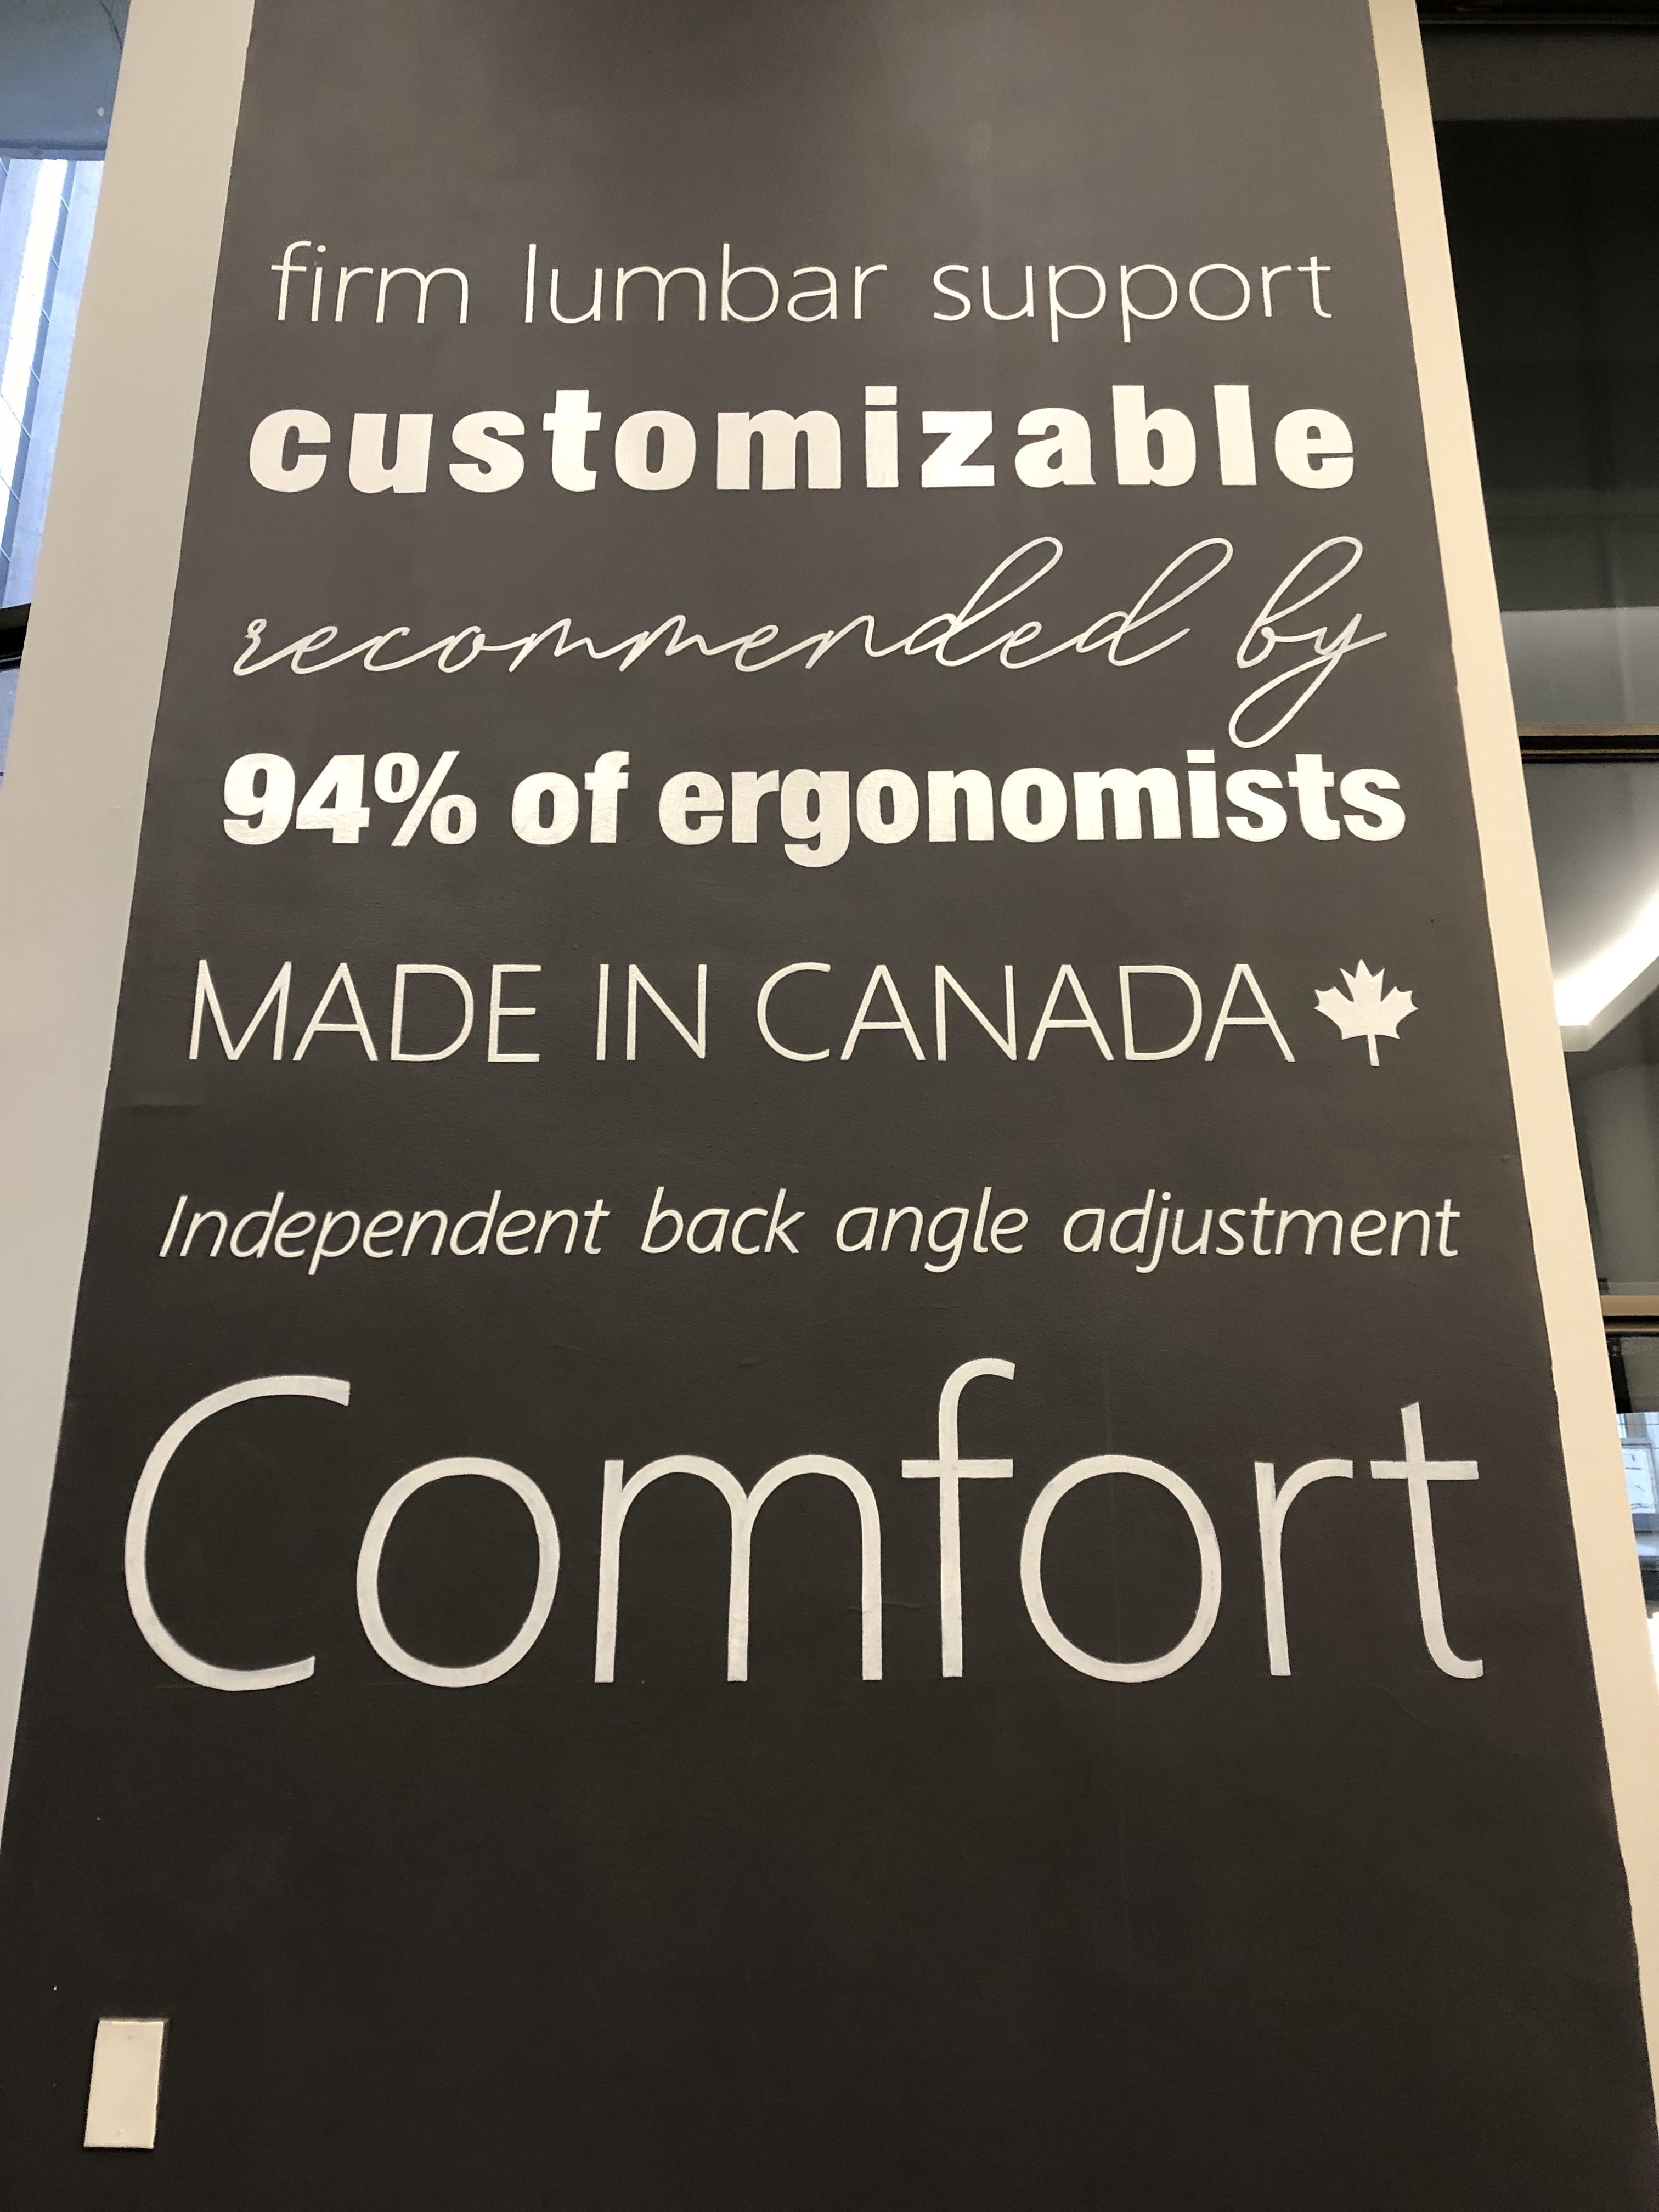 firm lumbar support
customizable
recommended by
94% of ergonomists
MADE IN CANADA
Independent back angle adjustment
Comfort